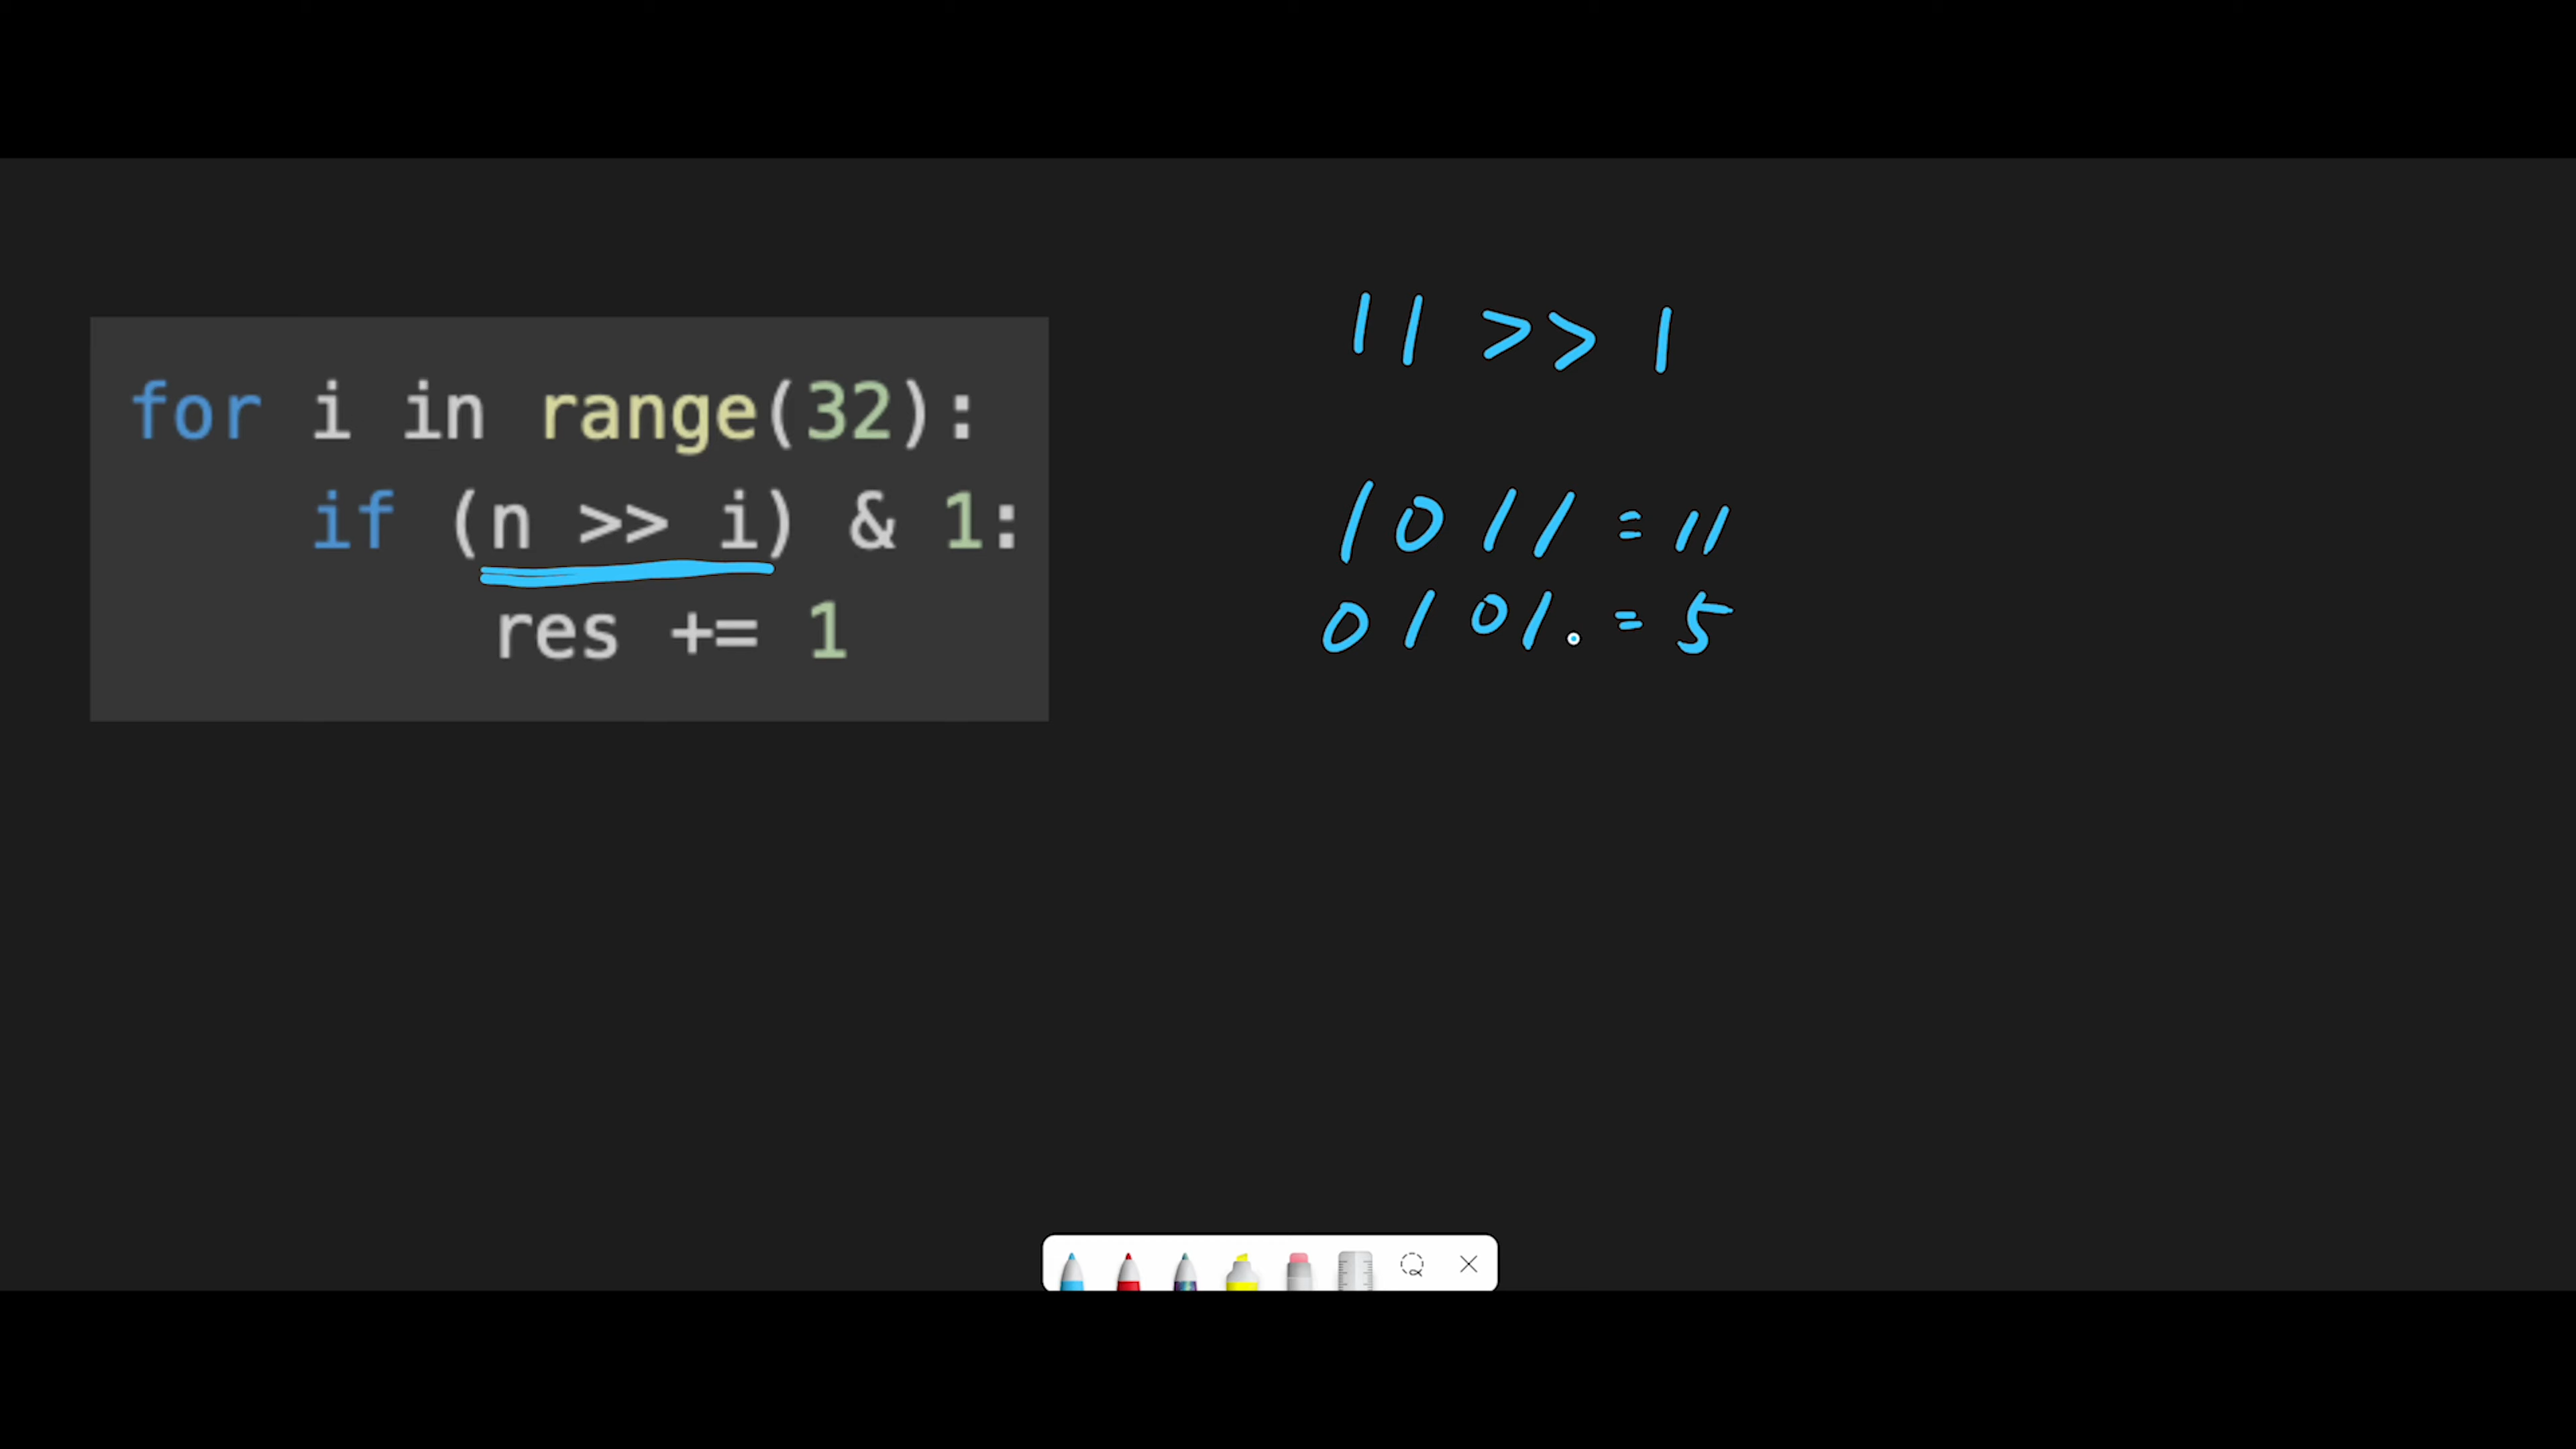 for i in range(32):
if (n >> i) & 1:
res += 1
11 >> 1
1011 = 11
0101 = 5